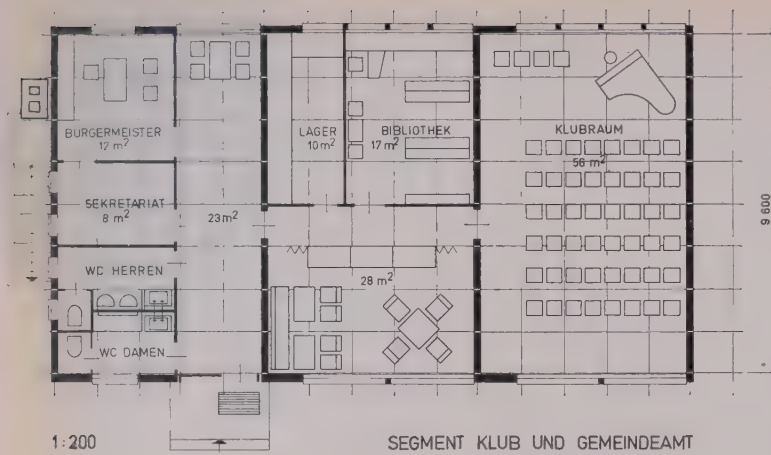 BÜRGERMEISTER
12 m²
SEKRETARIAT
8 m²
23 m²
WC HERREN
WC DAMEN
LAGER
10 m²
BIBLIOTHEK
17 m²
28 m²
KLUBRAUM
56 m²
9 600
1:200
SEGMENT KLUB UND GEMEINDEAMT